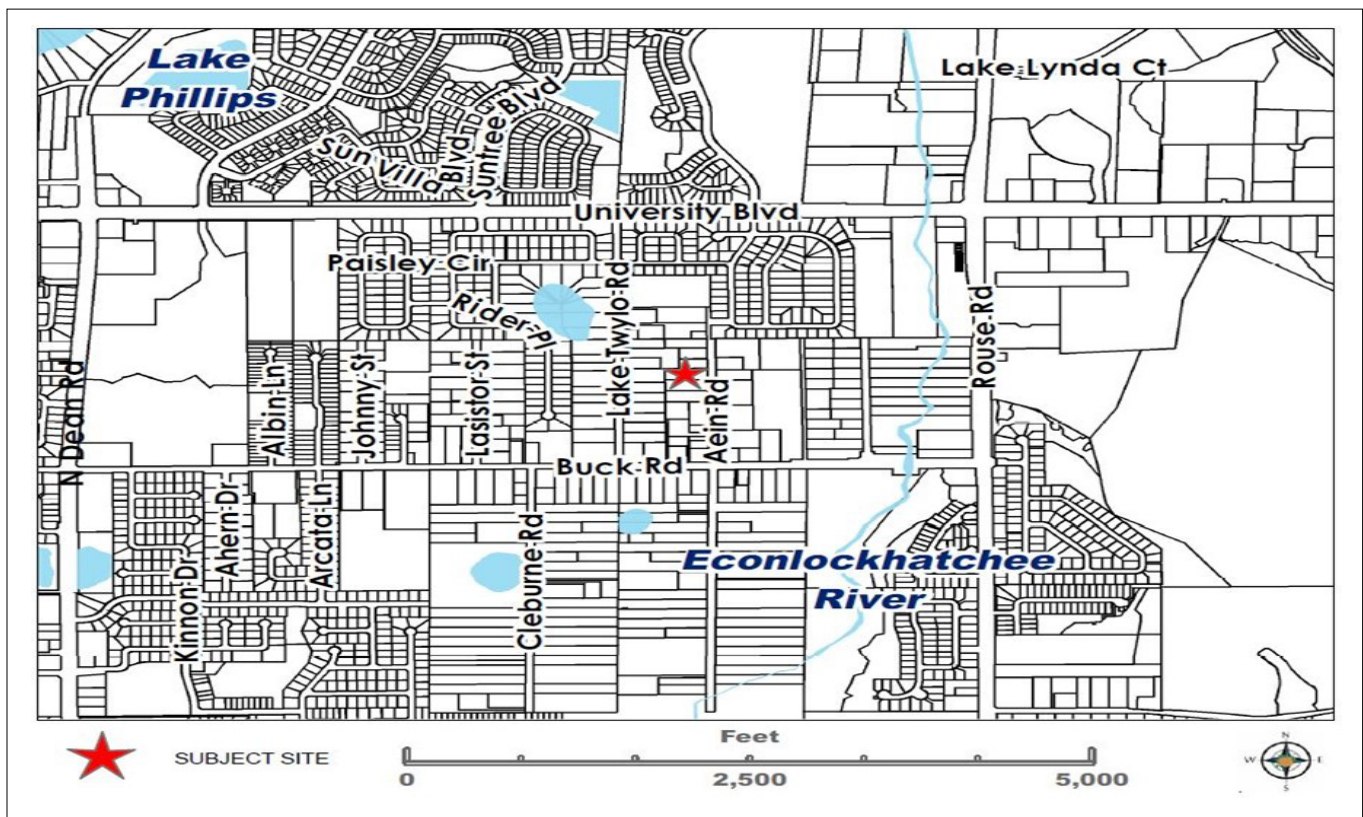 Lake
Phillips
Lake Lynda Ct
Sun Villa
Blvd
Suntree Blvd
University Blvd
Paisley Cir
Rider Pl
Lake Twylo Rd
Rouse Rd
N Dean Rd
Albin Ln
Johnny St
Lasistor St
Aein Rd
Buck Rd
Ahern Dr
Arcata Ln
Kinnon Dr
Cleburne Rd
Econlockhatchee
River
SUBJECT SITE
Feet
0
2,500
5,000
N
W
E
S